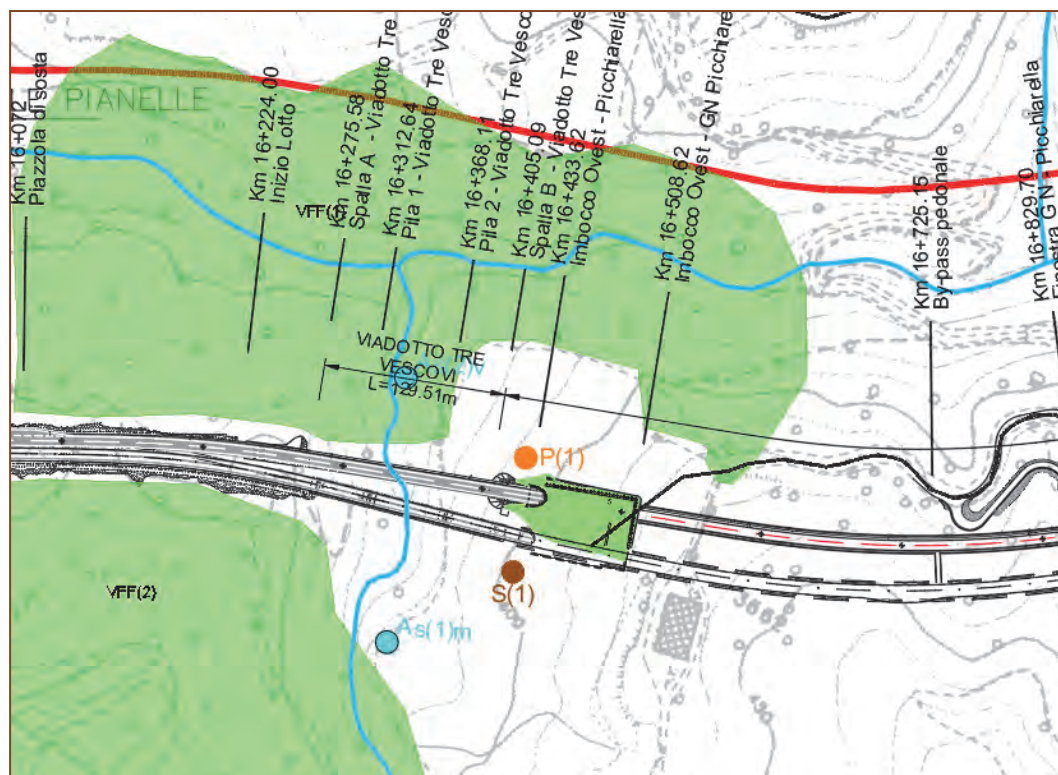 PIANELLE
Km 16+072
Piazzola di sosta
Km 16+224,00
Inizio Lotto
Km 16+275.58
Spalla A - Viadotto Tre
Km 16+312.64
Pila 1 - Viadotto Tre Vesc
Km 16+368,11
Pila 2 - Viadotto Tre Vesco
Km 16+405.09
Spalla B - Viadotto Tre Ve
Km 16+433.62
Imbocco Ovest - Picchiarella
Km 16+508.62
Imbocco Ovest - GN Picchiare
Km 16+725.15
By-pass pedonale
Km 16+829.70
Finestra GN - Picchiarella
VIADOTTO TRE
VESCOVI
L=129.51m
P(1)
S(1)
As(1)m
VFF(2)